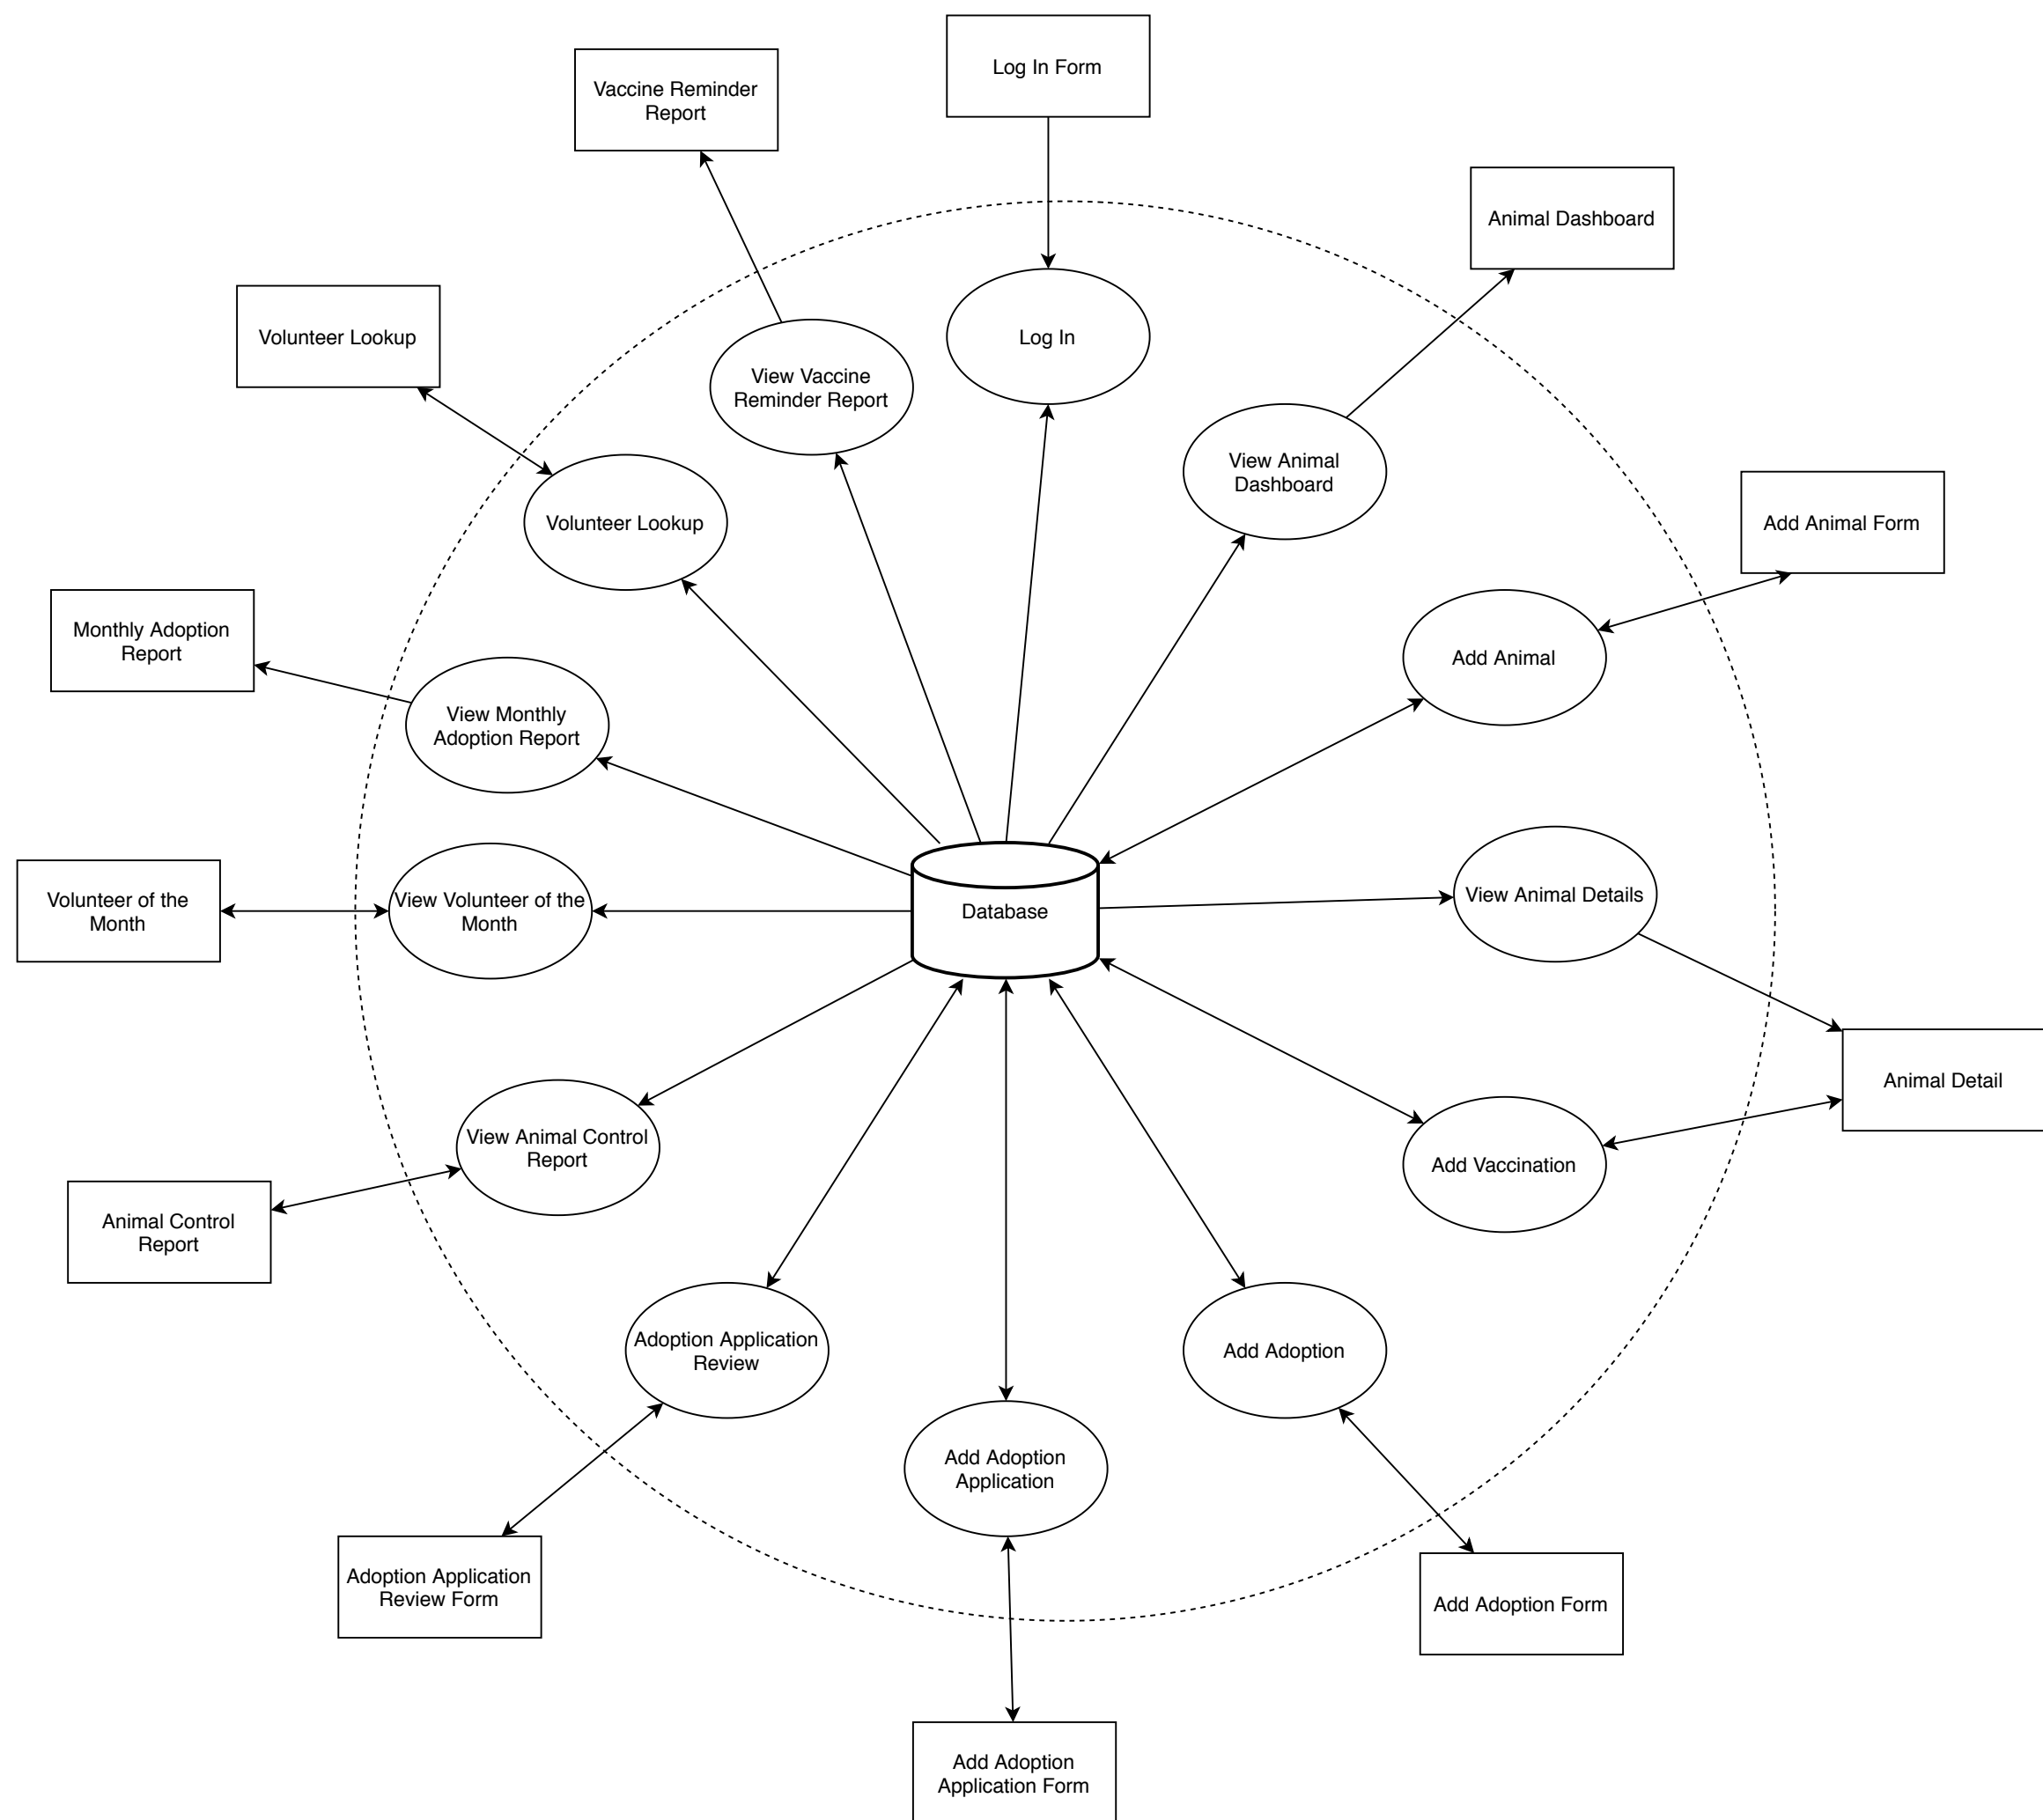 Log In Form
Vaccine Reminder
Report
Animal Dashboard
Volunteer Lookup
Log In
View Vaccine
Reminder Report
View Animal
Dashboard
Volunteer Lookup
Add Animal Form
Monthly Adoption
Report
Add Animal
View Monthly
Adoption Report
Volunteer of the
Month
View Volunteer of the
Month
Database
View Animal Details
Animal Detail
View Animal Control
Report
Add Vaccination
Animal Control
Report
Adoption Application
Review
Add Adoption
Add Adoption
Application
Adoption Application
Review Form
Add Adoption Form
Add Adoption
Application Form